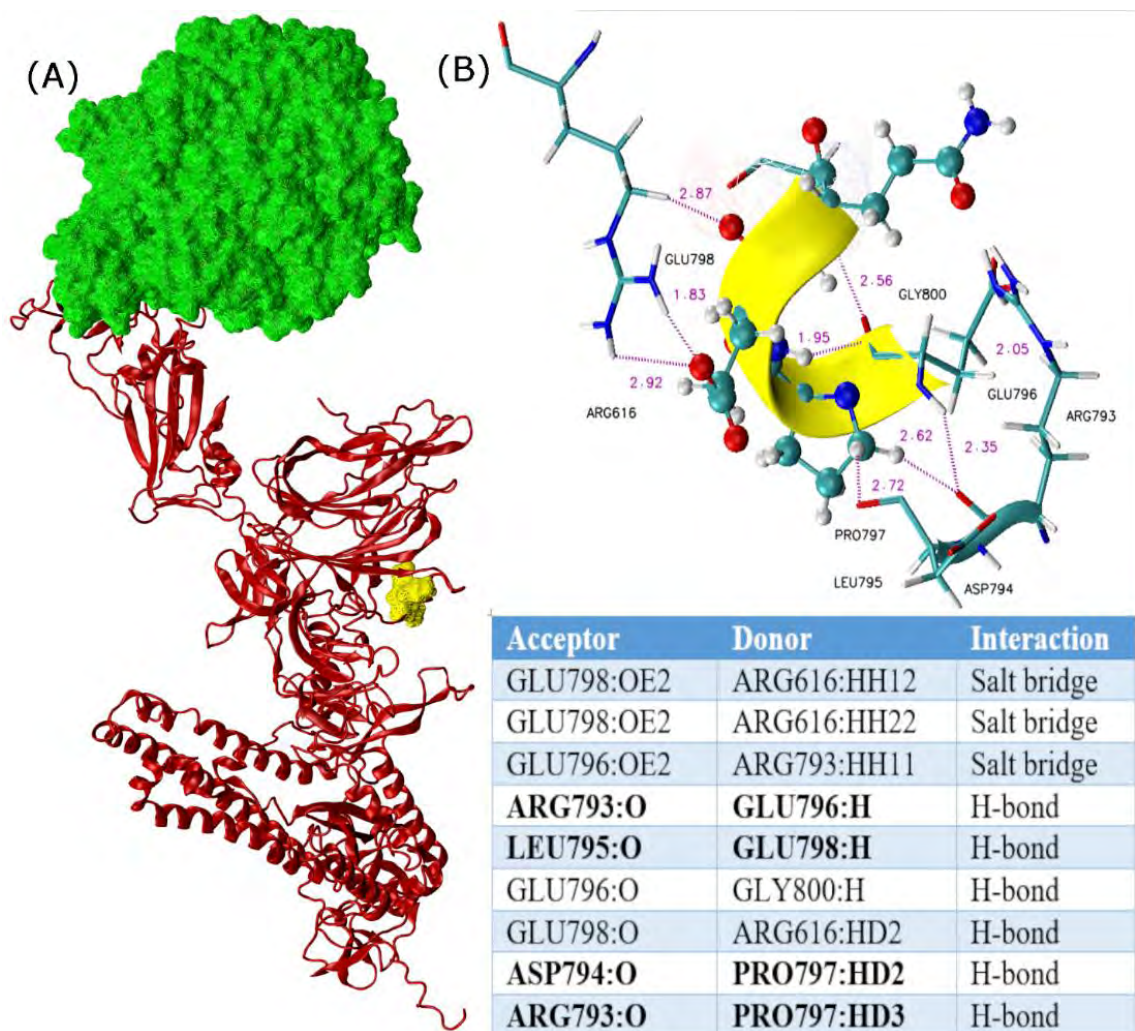 (A)
(B)
2.87
GLU798
1.83
2.56
GLY800
1.95
2.05
2.92
GLU796
ARG793
ARG616
2.62
2.35
2.72
PRO797
LEU795
ASP794
Acceptor Donor Interaction
GLU798:OE2 ARG616:HH12 Salt bridge
GLU798:OE2 ARG616:HH22 Salt bridge
GLU796:OE2 ARG793:HH11 Salt bridge
ARG793:O GLU796:H H-bond
LEU795:O GLU798:H H-bond
GLU796:O GLY800:H H-bond
GLU798:O ARG616:HD2 H-bond
ASP794:O PRO797:HD2 H-bond
ARG793:O PRO797:HD3 H-bond